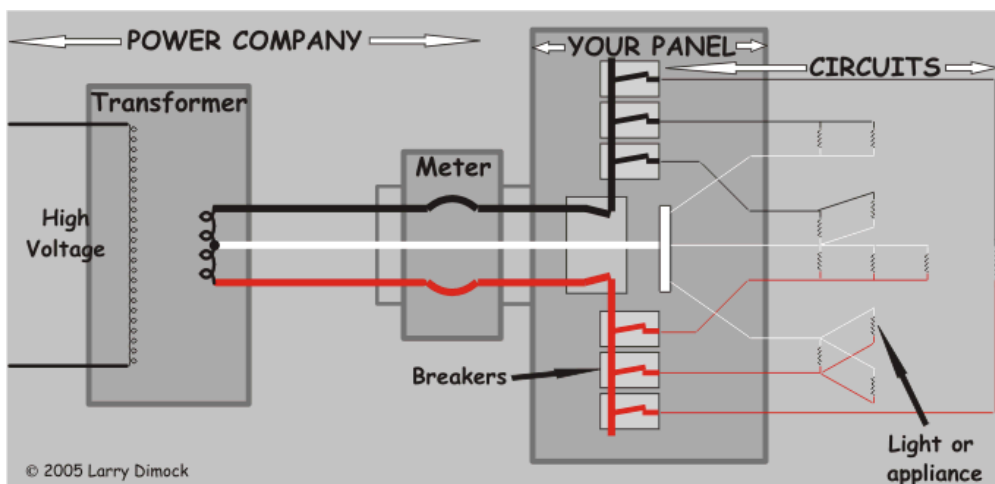 POWER COMPANY
YOUR PANEL
CIRCUITS
Transformer
Meter
High
Voltage
Breakers
Light or
appliance
© 2005 Larry Dimock